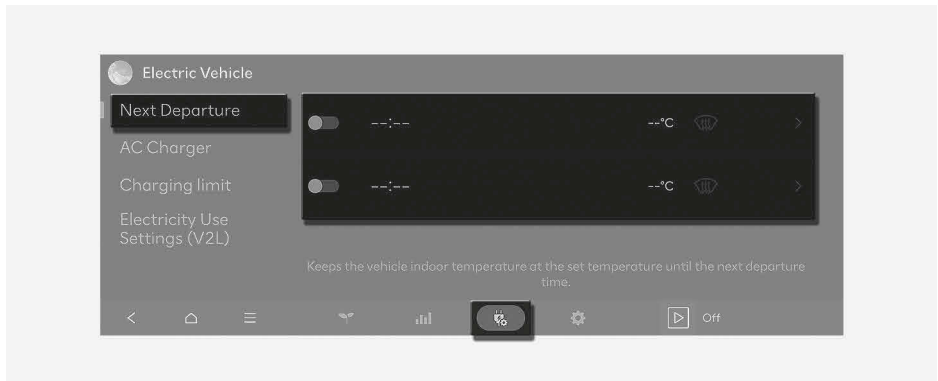 Electric Vehicle
Next Departure
--:-- --°C
AC Charger
Charging limit
--:-- --°C
Electricity Use
Settings (V2L)
Keeps the vehicle indoor temperature at the set temperature until the next departure
time.
Off